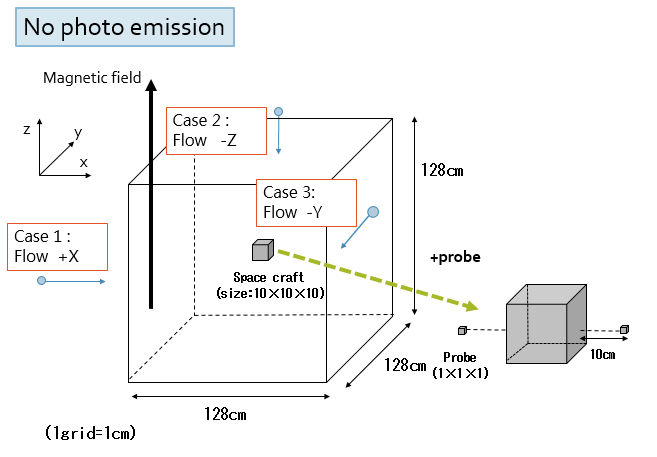 No photo emission
Magnetic field
Case 2 :
Flow -Z
z
y
x
128cm
Case 3:
Flow -Y
Case 1 :
Flow +X
+probe
Space craft
(size:10×10×10)
Probe
(1×1×1)
10cm
128cm
128cm
(1grid=1cm)